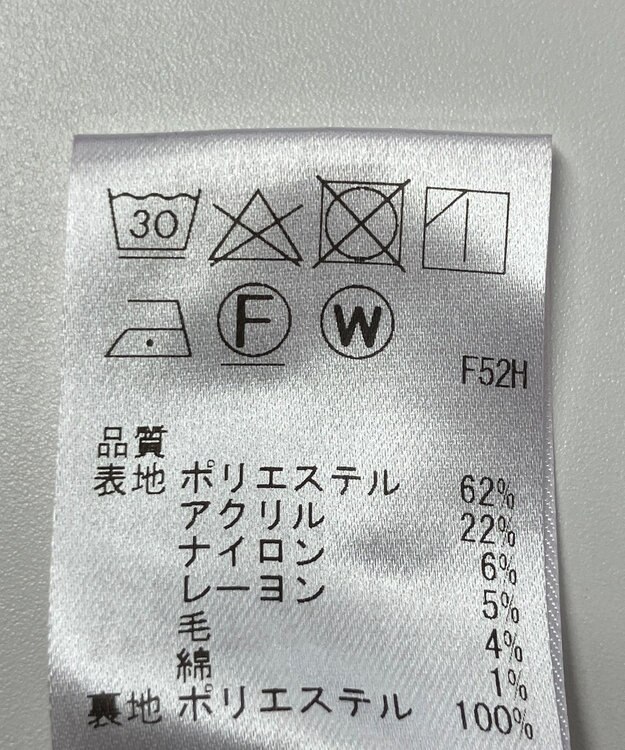 30
F W
F52H
品質
表地 ポリエステル 62%
アクリル 22%
ナイロン 6%
レーヨン 5%
毛 4%
綿 1%
裏地 ポリエステル 100%